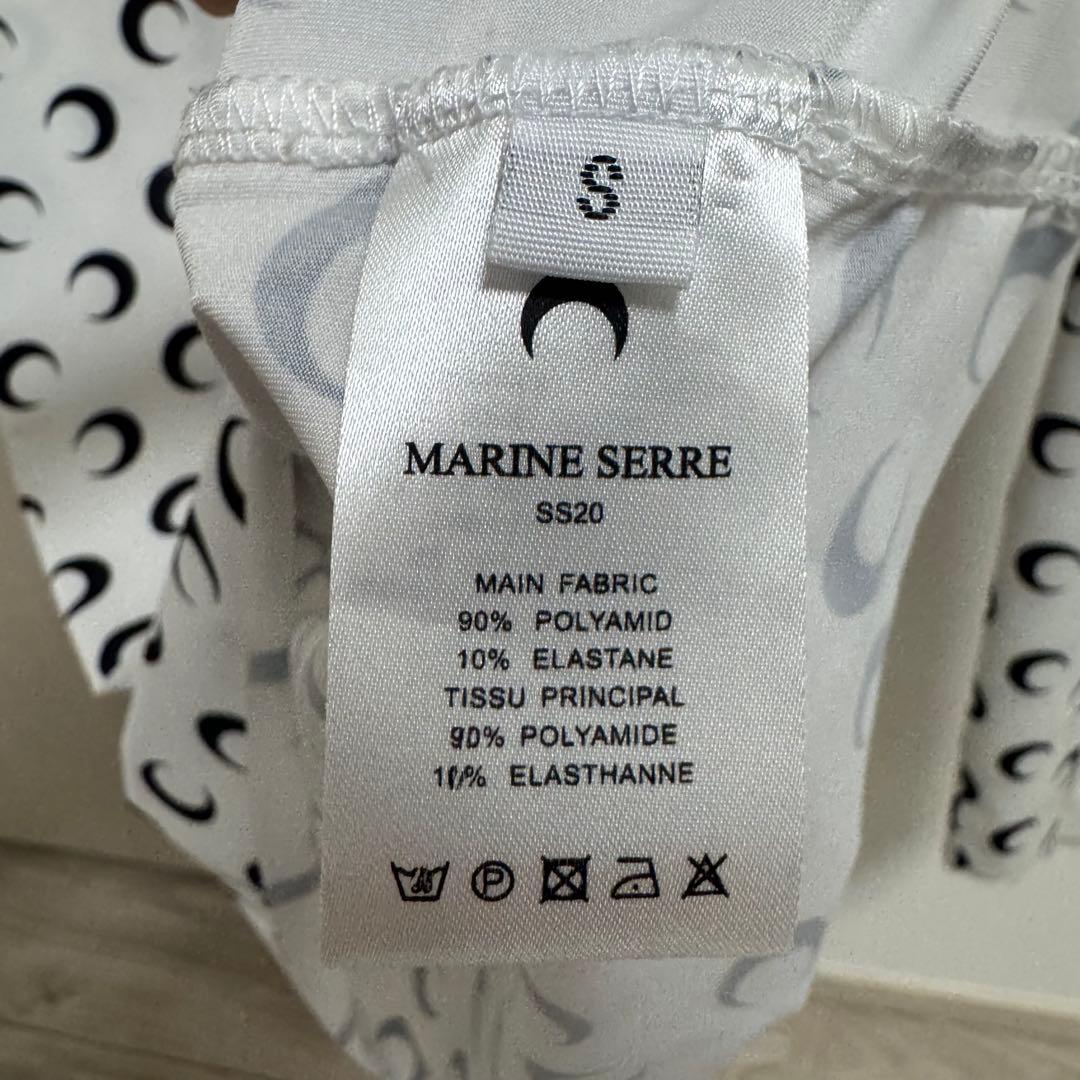 S
MARINE SERRE
SS20
MAIN FABRIC
90% POLYAMID
10% ELASTANE
TISSU PRINCIPAL
90% POLYAMIDE
10% ELASTHANNE
P